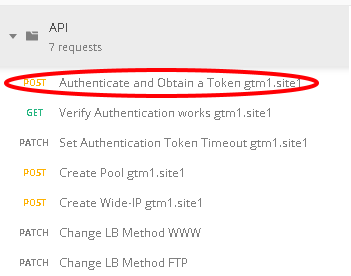 API
7 requests
POST Authenticate and Obtain a Token gtm1.site1
GET Verify Authentication works gtm1.site1
PATCH Set Authentication Token Timeout gtm1.site1
POST Create Pool gtm1.site1
POST Create Wide-IP gtm1.site1
PATCH Change LB Method WWW
PATCH Change LB Method FTP